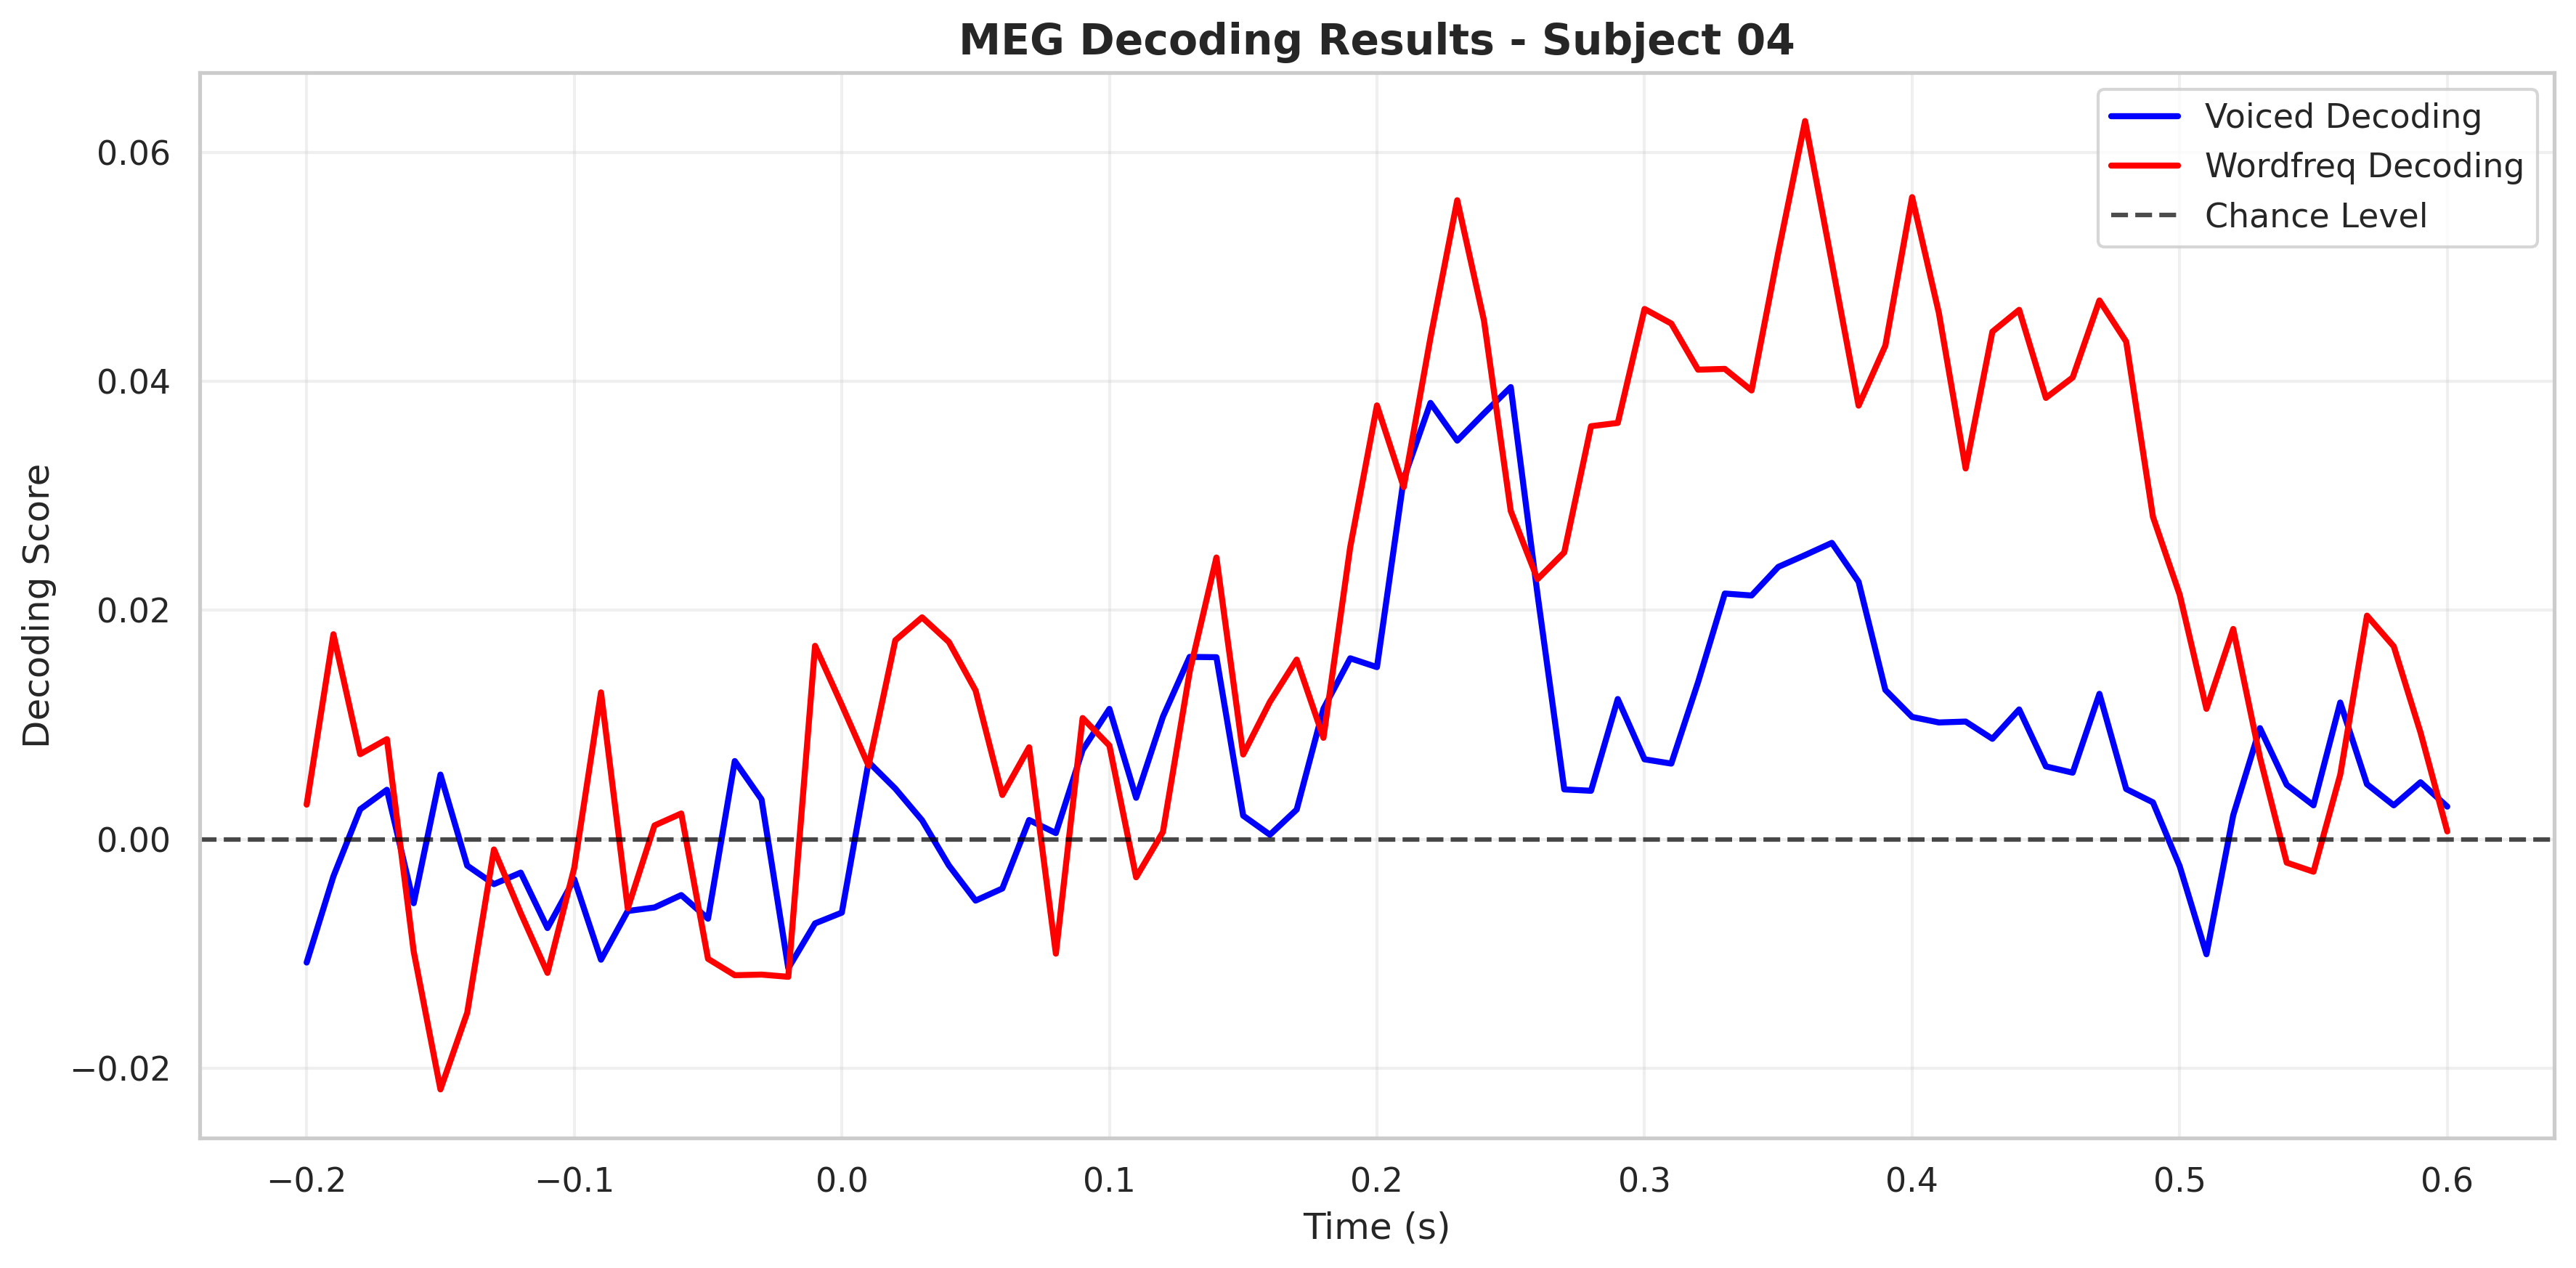 MEG Decoding Results - Subject 04
Voiced Decoding
Wordfreq Decoding
Chance Level
Decoding Score
0.06
0.04
0.02
0.00
−0.02
−0.2
−0.1
0.0
0.1
0.2
0.3
0.4
0.5
0.6
Time (s)